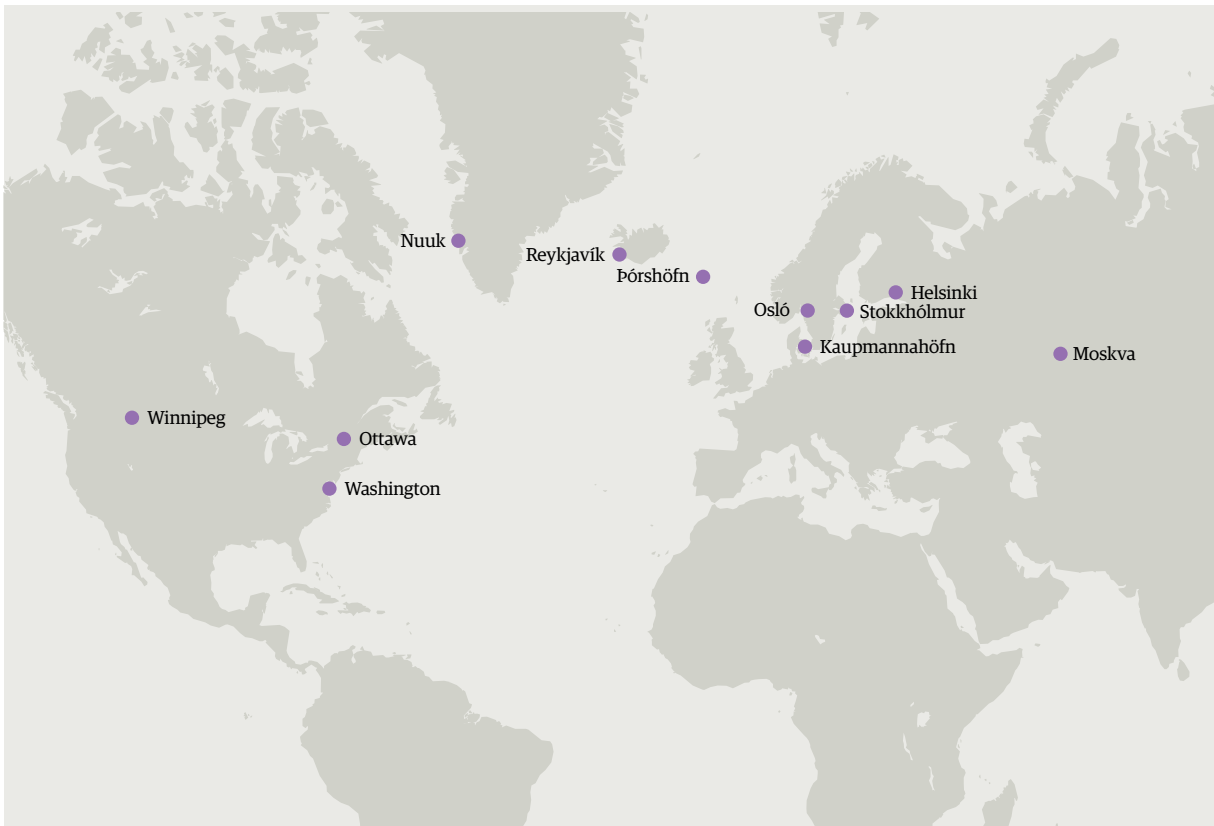 Nuuk
Reykjavík
Þórshöfn
Helsinki
Osló
Stokkhólmur
Kaupmannahöfn
Moskva
Winnipeg
Ottawa
Washington